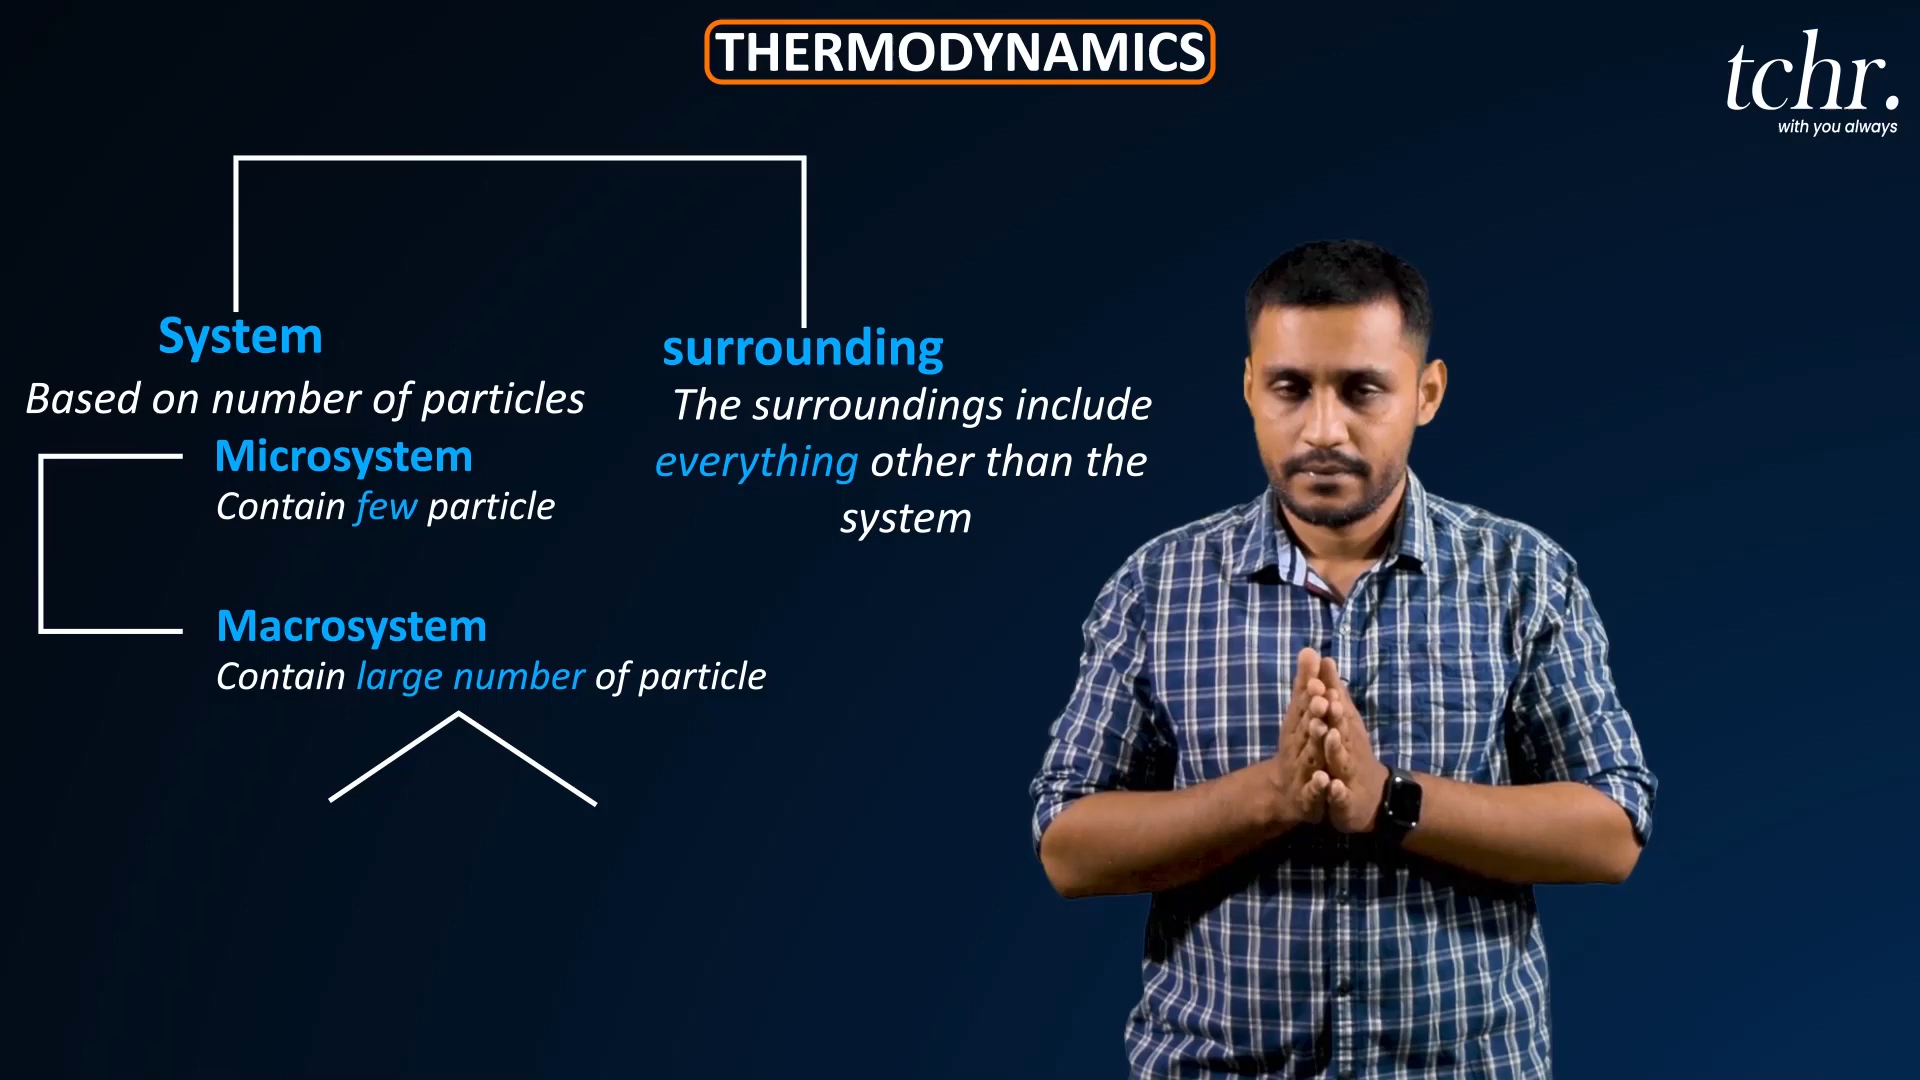 THERMODYNAMICS
tchr.
with you always
System
Based on number of particles
Microsystem
Contain few particle
Macrosystem
Contain large number of particle
surrounding
The surroundings include
everything other than the
system